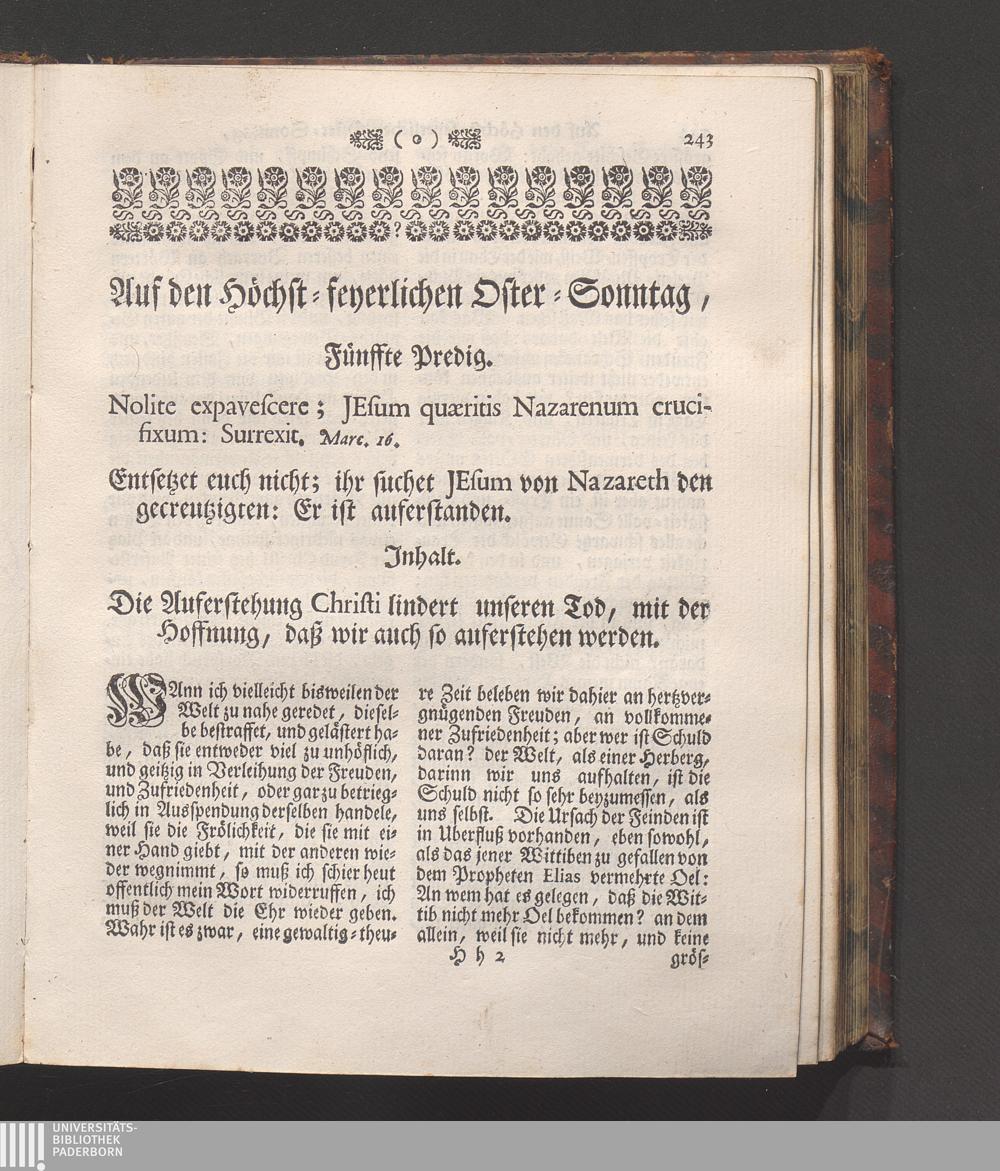 ( o ) 243
Auf den Höchst-feyerlichen Oster-Sonntag,
Fünffte Predig.
Nolite expavescere; JEsum quæritis Nazarenum cruci-
fixum: Surrexit. Marc. 16.
Entsetzet euch nicht; ihr suchet JEsum von Nazareth den
gecreutzigten: Er ist auferstanden.
Inhalt.
Die Auferstehung Christi lindert unseren Tod, mit der
Hoffnung, daß wir auch so auferstehen werden.
WAnn ich vielleicht bisweilen der
Welt zu nahe geredet, diesel-
be bestraffet, und gelästert ha-
be, daß sie entweder viel zu unhöflich,
und geitzig in Verleihung der Freuden,
und Zufriedenheit, oder gar zu betrieg-
lich in Ausspendung derselben handele,
weil sie die Frölichkeit, die sie mit ei-
ner Hand giebt, mit der anderen wie-
der wegnimmt, so muß ich schier heut
offentlich mein Wort widerruffen, ich
muß der Welt die Ehr wieder geben.
Wahr ist es zwar, eine gewaltig-theu-
re Zeit beleben wir dahier an hertzver-
gnügenden Freuden, an vollkomme-
ner Zufriedenheit; aber wer ist Schuld
daran? der Welt, als einer Herberg,
darinn wir uns aufhalten, ist die
Schuld nicht so sehr beyzumessen, als
uns selbst. Die Ursach der Feinden ist
in Uberfluß vorhanden, eben sowohl,
als das jener Wittiben zu gefallen von
dem Propheten Elias vermehrte Oel:
An wem hat es gelegen, daß die Wit-
tib nicht mehr Oel bekommen? an dem
allein, weil sie nicht mehr, und keine
H h 2 grös-
UNIVERSITÄTS-
BIBLIOTHEK
PADERBORN